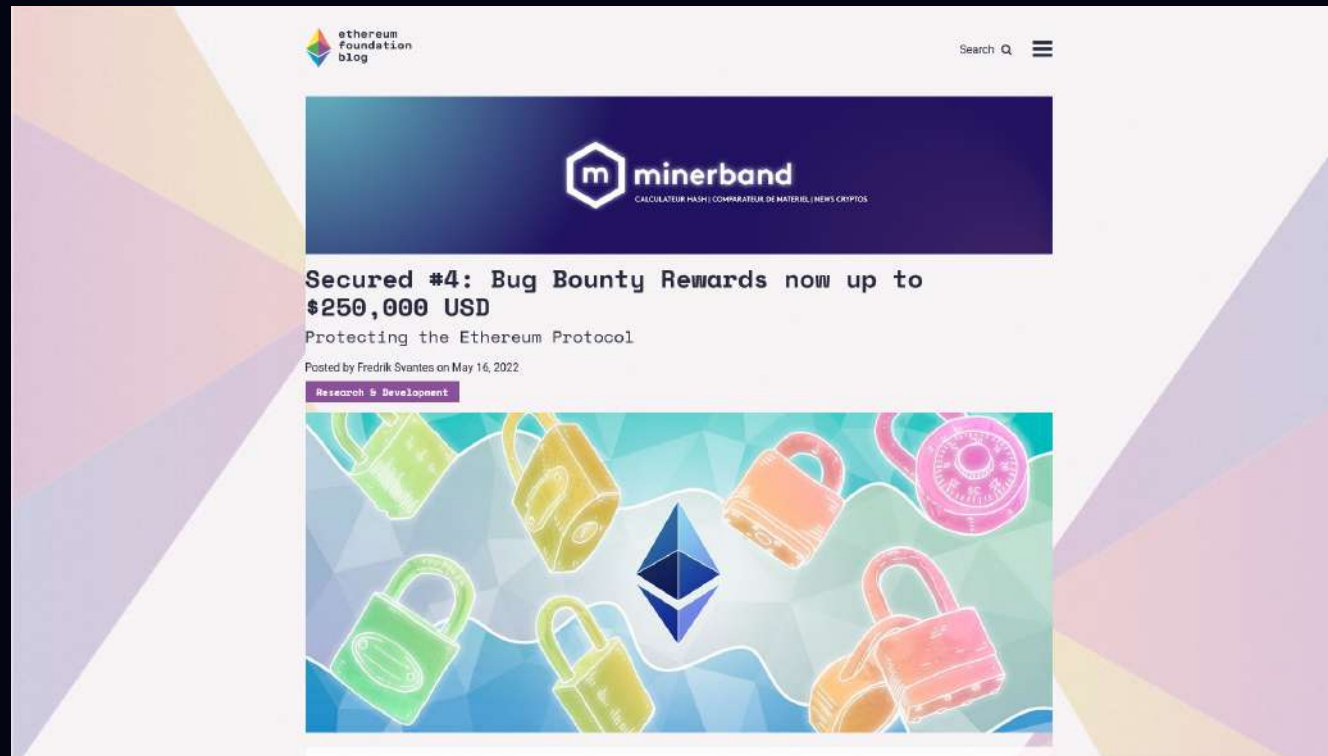 ethereum
foundation
blog
Search
m minerband
CALCULATEUR HASH | COMPARATEUR DE MATERIEL | NEWS CRYPTOS
Secured #4: Bug Bounty Rewards now up to
$250,000 USD
Protecting the Ethereum Protocol
Posted by Fredrik Svantes on May 16, 2022
Research & Development